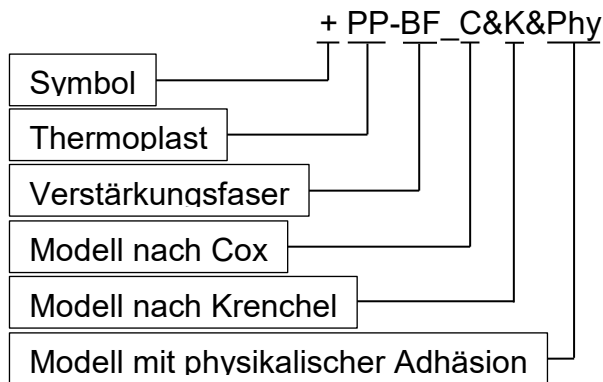 + PP-BF_C&K&Phy
Symbol
Thermoplast
Verstärkungsfaser
Modell nach Cox
Modell nach Krenchel
Modell mit physikalischer Adhäsion